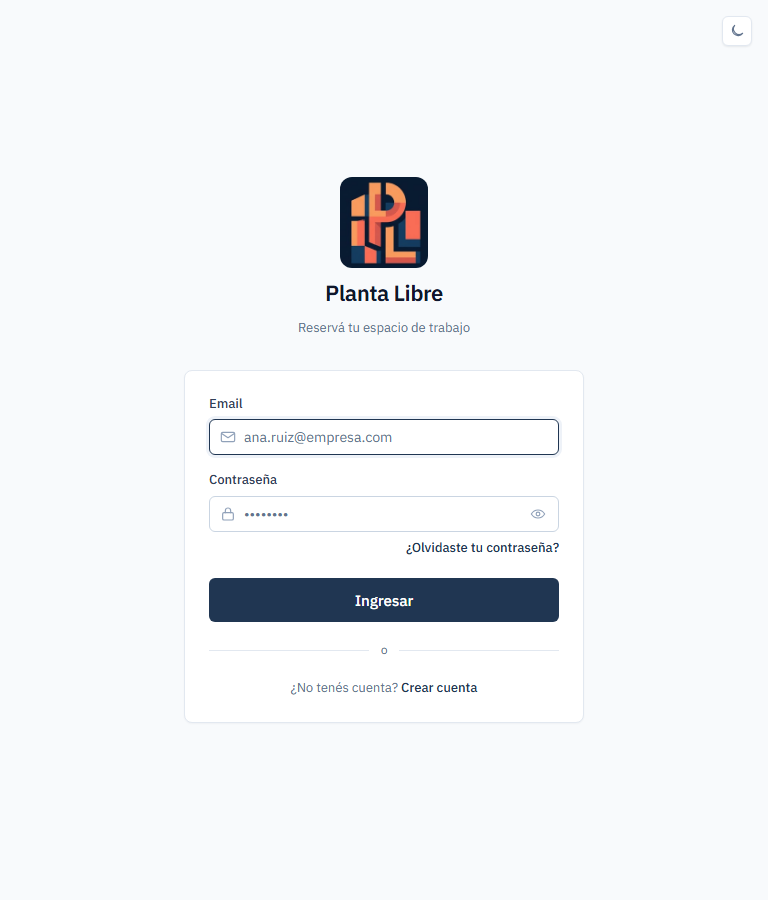 Planta Libre
Reservá tu espacio de trabajo
Email
ana.ruiz@empresa.com
Contraseña
••••••••
¿Olvidaste tu contraseña?
Ingresar
o
¿No tenés cuenta? Crear cuenta